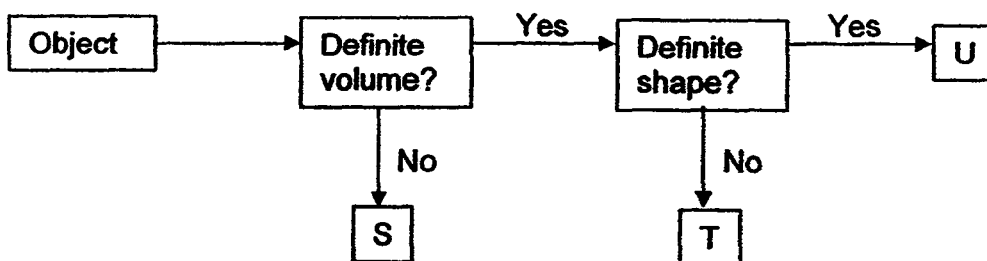 Object
Definite
volume?
Yes
Definite
shape?
Yes
U
No
No
S
T